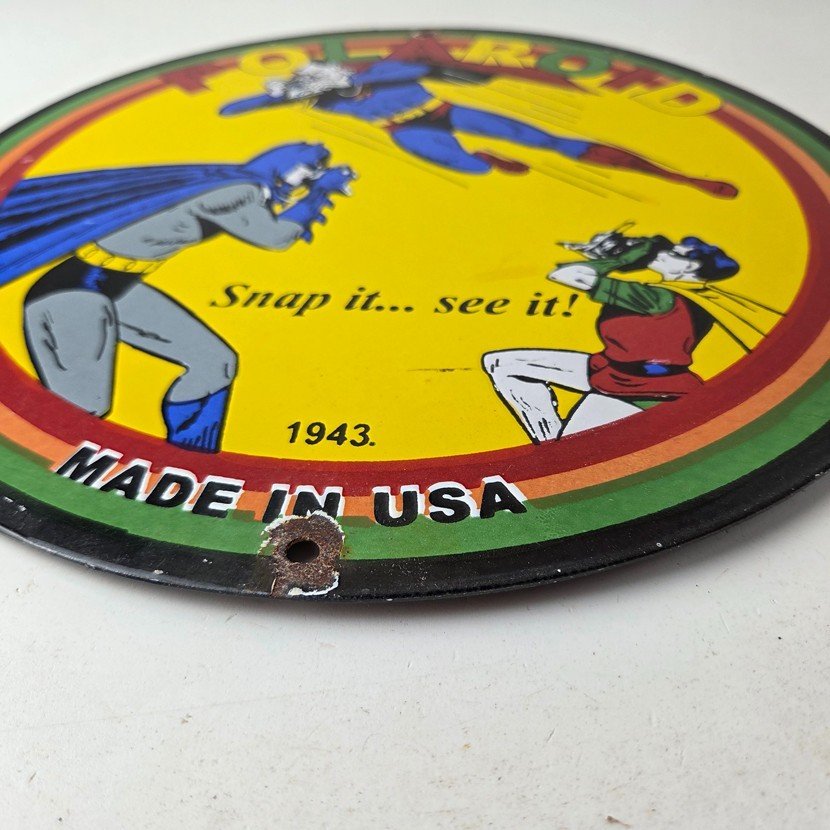 POLAROID
Snap it... see it!
1943.
MADE IN USA